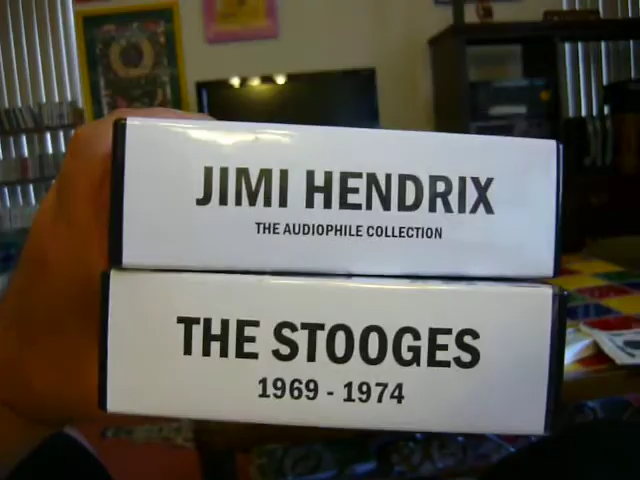 JIMI HENDRIX
THE AUDIOPHILE COLLECTION
THE STOOGES
1969 - 1974